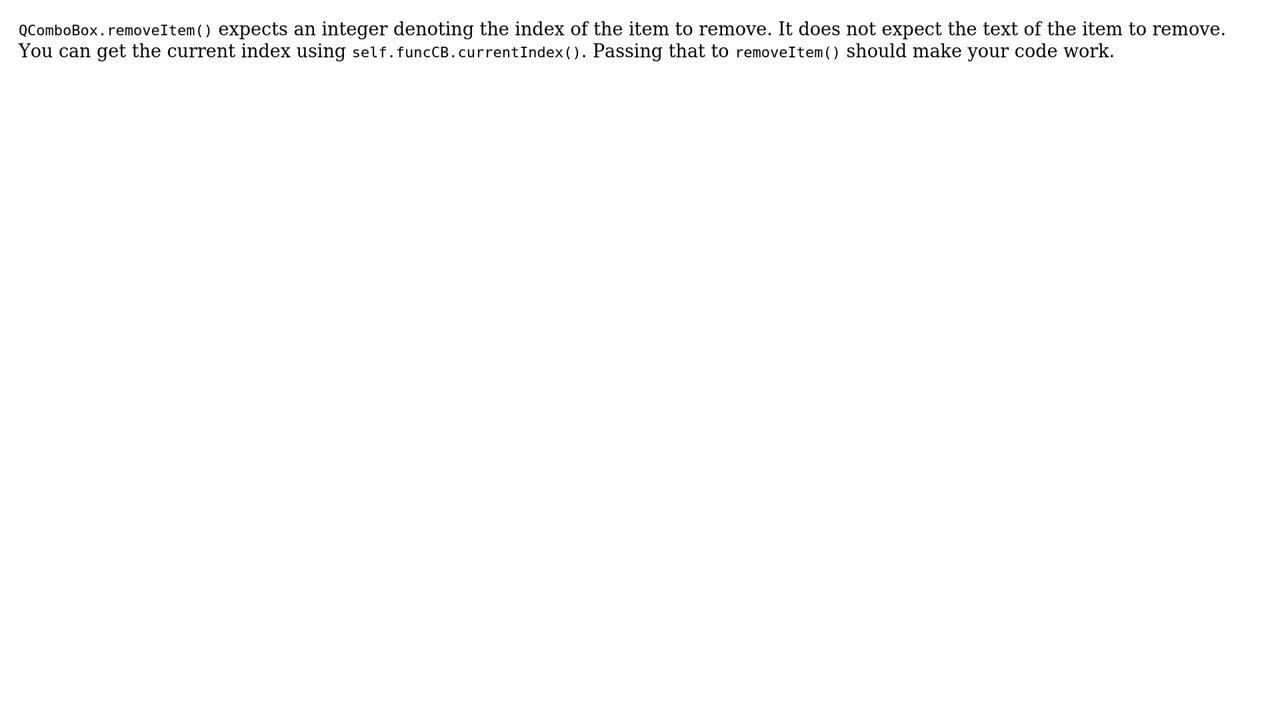 QComboBox.removeItem() expects an integer denoting the index of the item to remove. It does not expect the text of the item to remove.
You can get the current index using self.funcCB.currentIndex(). Passing that to removeItem() should make your code work.